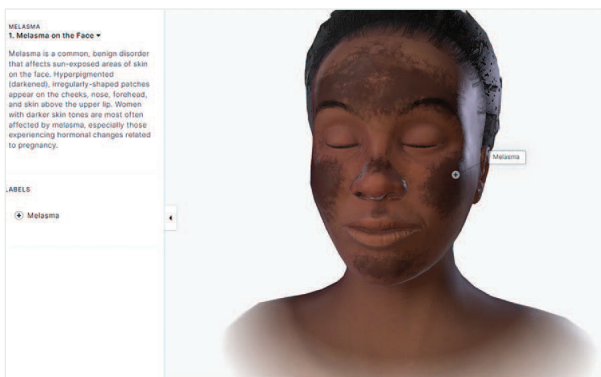 MELASMA
1. Melasma on the Face
Melasma is a common, benign disorder
that affects sun-exposed areas of skin
on the face. Hyperpigmented
(darkened), irregularly-shaped patches
appear on the cheeks, nose, forehead,
and skin above the upper lip. Women
with darker skin tones are most often
affected by melasma, especially those
experiencing hormonal changes related
to pregnancy.
LABELS
Melasma
Melasma